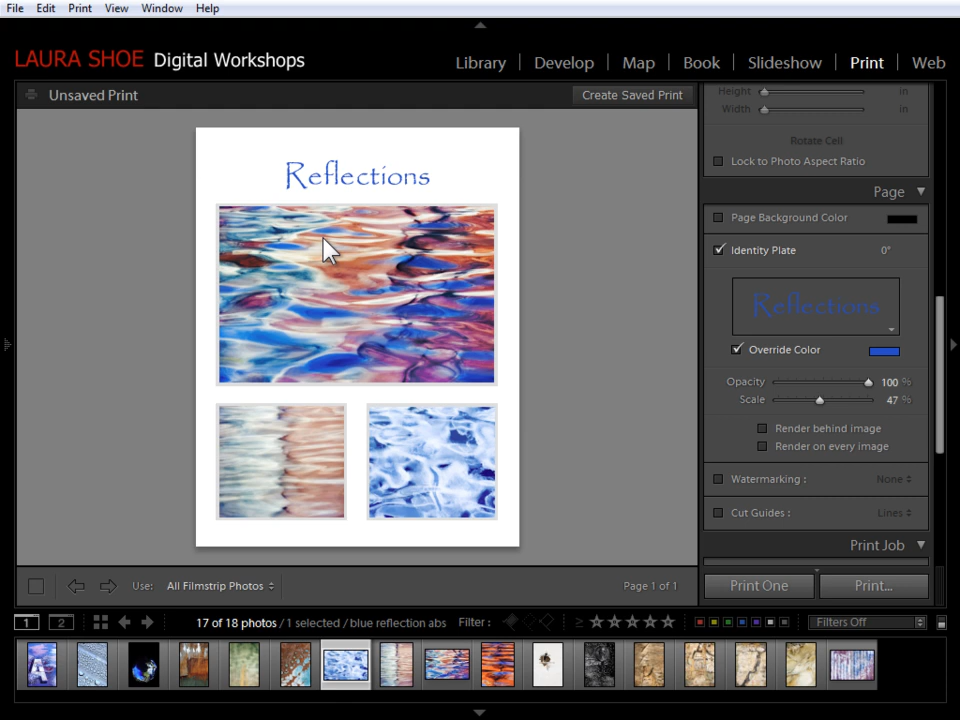 File Edit Print View Window Help
LAURA SHOE Digital Workshops
Library Develop Map Book Slideshow Print Web
Unsaved Print
Create Saved Print
Reflections
Height in
Width in
Rotate Cell
Lock to Photo Aspect Ratio
Page
Page Background Color
Identity Plate 0°
Reflections
Override Color
Opacity 100 %
Scale 47 %
Render behind image
Render on every image
Watermarking : None
Cut Guides : Lines
Print Job
Use: All Filmstrip Photos
Page 1 of 1
Print One Print...
1 2 17 of 18 photos / 1 selected / blue reflection abs Filter : ≥ Filters Off
A